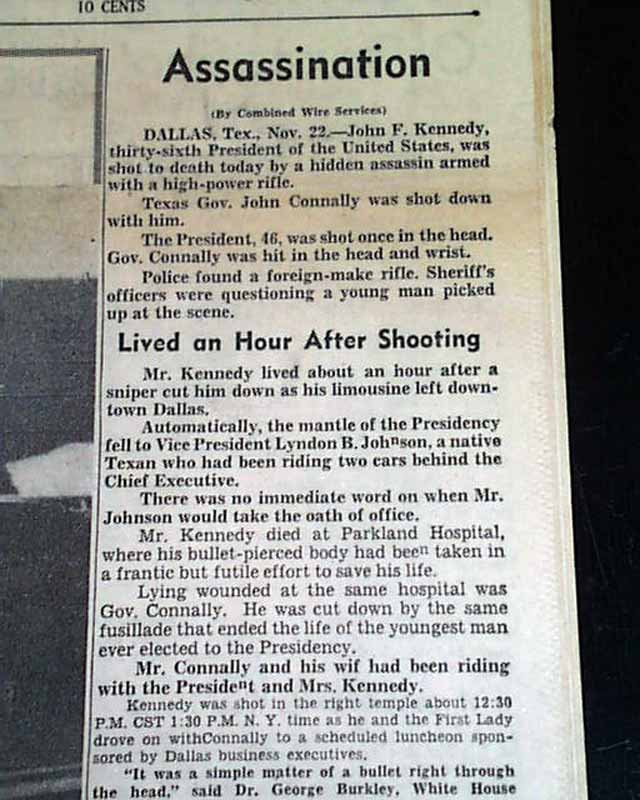 10 CENTS
Assassination
(By Combined Wire Services)
DALLAS, Tex., Nov. 22.—John F. Kennedy,
thirty-sixth President of the United States, was
shot to death today by a hidden assassin armed
with a high-power rifle.
Texas Gov. John Connally was shot down
with him.
The President, 46, was shot once in the head.
Gov. Connally was hit in the head and wrist.
Police found a foreign-make rifle. Sheriff's
officers were questioning a young man picked
up at the scene.
Lived an Hour After Shooting
Mr. Kennedy lived about an hour after a
sniper cut him down as his limousine left down-
town Dallas.
Automatically, the mantle of the Presidency
fell to Vice President Lyndon B. Johnson, a native
Texan who had been riding two cars behind the
Chief Executive.
There was no immediate word on when Mr.
Johnson would take the oath of office.
Mr. Kennedy died at Parkland Hospital,
where his bullet-pierced body had been taken in
a frantic but futile effort to save his life.
Lying wounded at the same hospital was
Gov. Connally. He was cut down by the same
fusillade that ended the life of the youngest man
ever elected to the Presidency.
Mr. Connally and his wif had been riding
with the President and Mrs. Kennedy.
Kennedy was shot in the right temple about 12:30
P.M. CST 1:30 P.M. N. Y. time as he and the First Lady
drove on withConnally to a scheduled luncheon spon-
sored by Dallas business executives.
"It was a simple matter of a bullet right through
the head," said Dr. George Burkley, White House